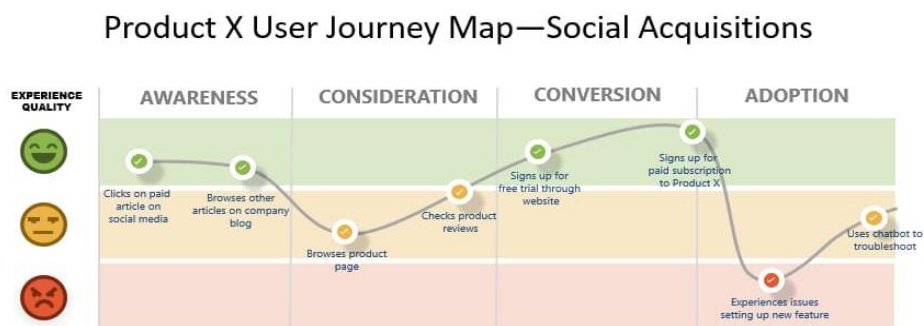 Product X User Journey Map—Social Acquisitions
EXPERIENCE
QUALITY
AWARENESS
CONSIDERATION
CONVERSION
ADOPTION
Clicks on paid
article on
social media
Browses other
articles on company
blog
Browses product
page
Checks product
reviews
Signs up for
free trial through
website
Signs up for
paid subscription
to Product X
Experiences issues
setting up new feature
Uses chatbot to
troubleshoot